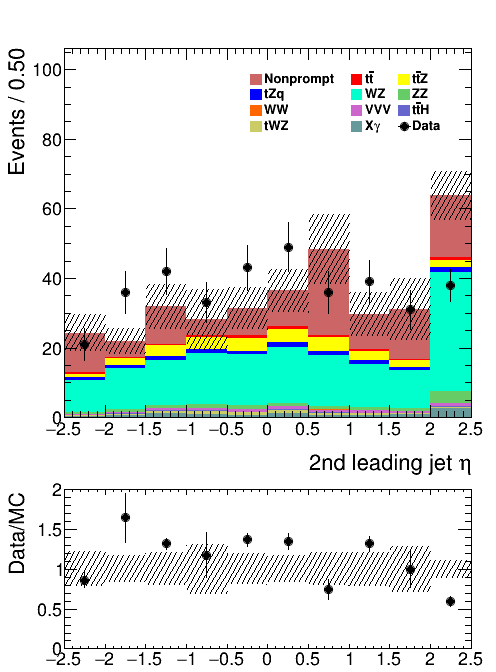 Events / 0.50
100
80
60
40
20
0
Nonprompt tt̄ tt̄Z
tZq WZ ZZ
WW VVV tt̄H
tWZ Xγ Data
−2.5 −2 −1.5 −1 −0.5 0 0.5 1 1.5 2 2.5
2nd leading jet η
Data/MC
2
1.5
1
0.5
0
−2.5 −2 −1.5 −1 −0.5 0 0.5 1 1.5 2 2.5